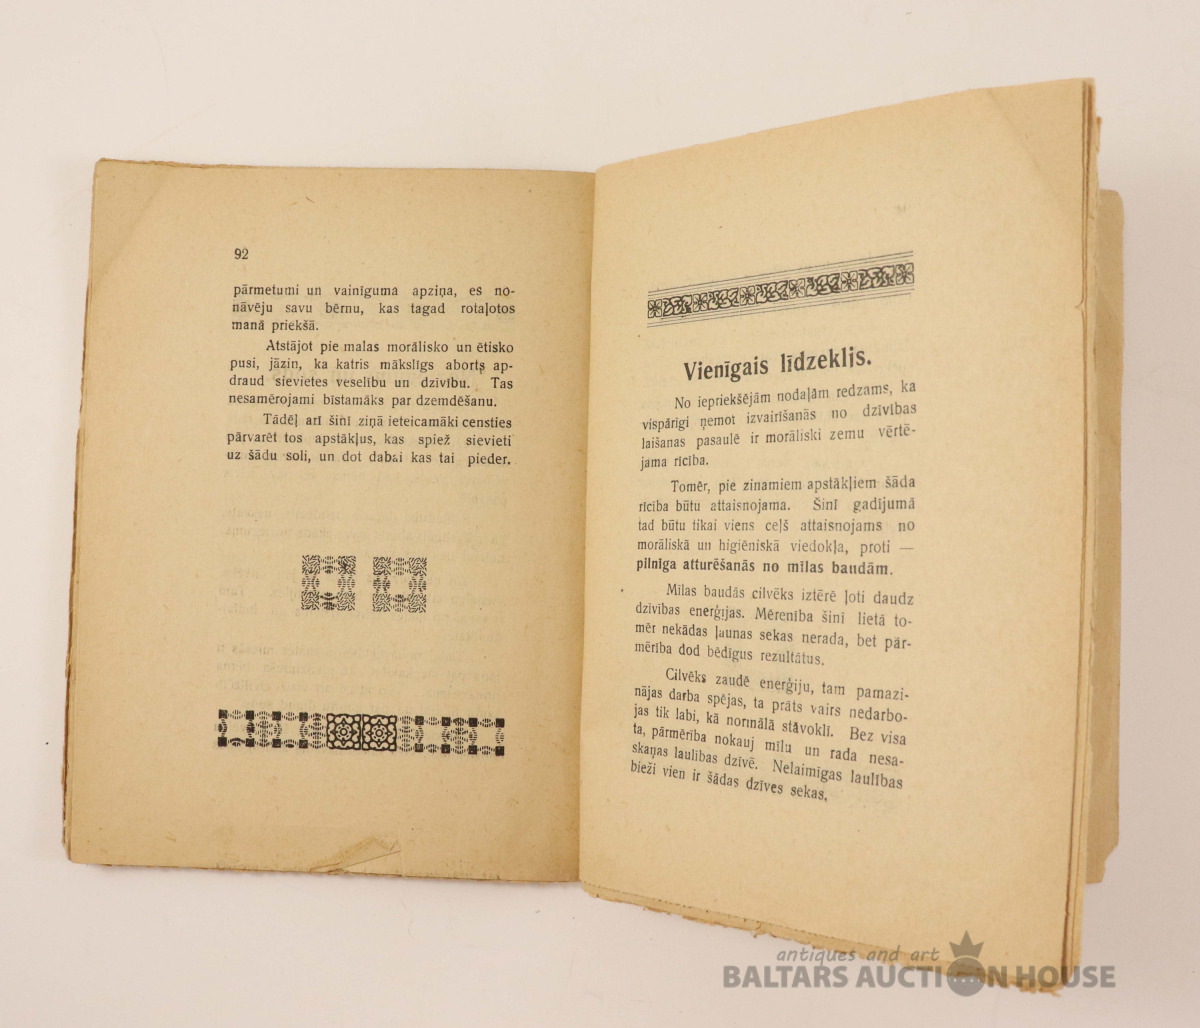 92
pārmetumi un vainīguma apziņa, es no-
nāvēju savu bērnu, kas tagad rotaļotos
manā priekšā.
Atstājot pie malas morālisko un ētisko
pusi, jāzin, ka katris mākslīgs aborts ap-
draud sievietes veselību un dzīvību. Tas
nesamērojami bīstamāks par dzemdēšanu.
Tādēļ arī šinī ziņā ieteicamāki censties
pārvarēt tos apstākļus, kas spiež sievieti
uz šādu soli, un dot dabai kas tai pieder.
Vienīgais līdzeklis.
No iepriekšējām nodaļām redzams, ka
vispārīgi ņemot izvairīšanās no dzīvības
laišanas pasaulē ir morāliski zemu vērtē-
jama rīcība.
Tomēr, pie zinamiem apstākļiem šāda
rīcība būtu attaisnojama. Šinī gadījumā
tad būtu tikai viens ceļš attaisnojams no
morāliskā un higiēniskā viedokļa, proti —
pilnīga atturēšanās no mīlas baudām.
Mīlas baudās cilvēks iztērē ļoti daudz
dzīvības enerģijas. Mērenība šinī lietā to-
mēr nekādas ļaunas sekas nerada, bet pār-
mērība dod bēdīgus rezultātus.
Cilvēks zaudē enerģiju, tam pamazi-
nājas darba spējas, ta prāts vairs nedarbo-
jas tik labi, kā normālā stāvoklī. Bez visa
ta, pārmērība nokauj mīlu un rada nesa-
skaņas laulības dzīvē. Nelaimīgas laulības
bieži vien ir šādas dzīves sekas.
antiques and art
BALTARS AUCTION HOUSE